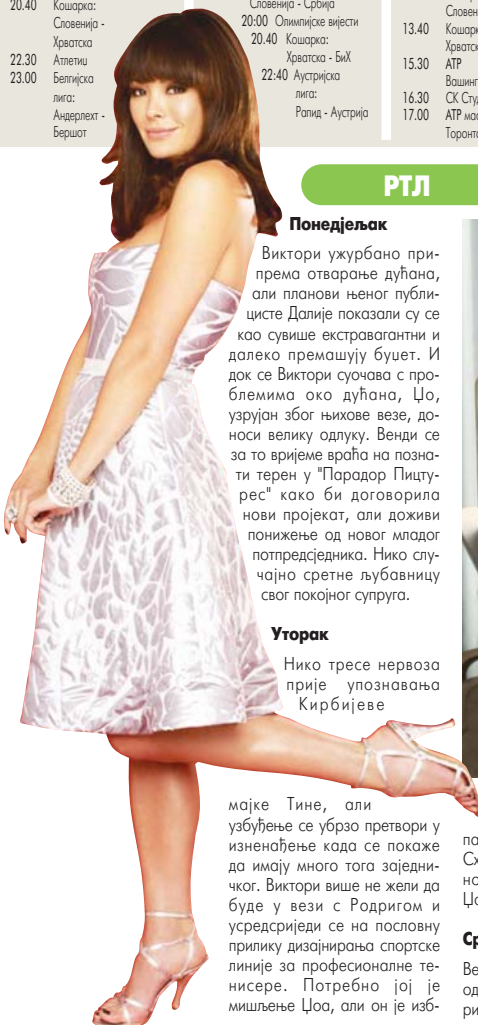 20.40 Кошарка:
Словенија -
Хрватска
22.30 Атлетиц
23.00 Белгијска
лига:
Андерлехт -
Бершот
Словенија - Србија
20:00 Олимпијске вијести
20.40 Кошарка:
Хрватска - БиХ
22:40 Аустријска
лига:
Рапид - Аустрија
13.40
15.30 АТР
16.30
17.00 АТР
РТЛ
Понедјељак
Виктори ужурбано при-
према отварање дућана,
али планови њеног публи-
цисте Далије показали су се
као сувише екстравагантни и
далеко премашују буџет. И
док се Виктори суочава с про-
блемима око дућана, Џо,
узрујан због њихове везе, до-
носи велику одлуку. Венди се
за то вријеме враћа на позна-
ти терен у "Парадор Пицту-
рес" како би договорила
нови пројекат, али доживи
понижење од новог младог
потпредсједника. Нико слу-
чајно сретне љубавницу
свог покојног супруга.
Уторак
Нико тресе нервоза
прије упознавања
Кирбијеве
мајке Тине, али
узбуђење се убрзо претвори у
изненађење када се покаже
да имају много тога заједни-
чког. Виктори више не жели да
буде у вези с Родригом и
усредсриједи се на пословну
прилику дизајнирања спортске
линије за професионалне те-
нисере. Потребно јој је
мишљење Џоа, али он је изб-